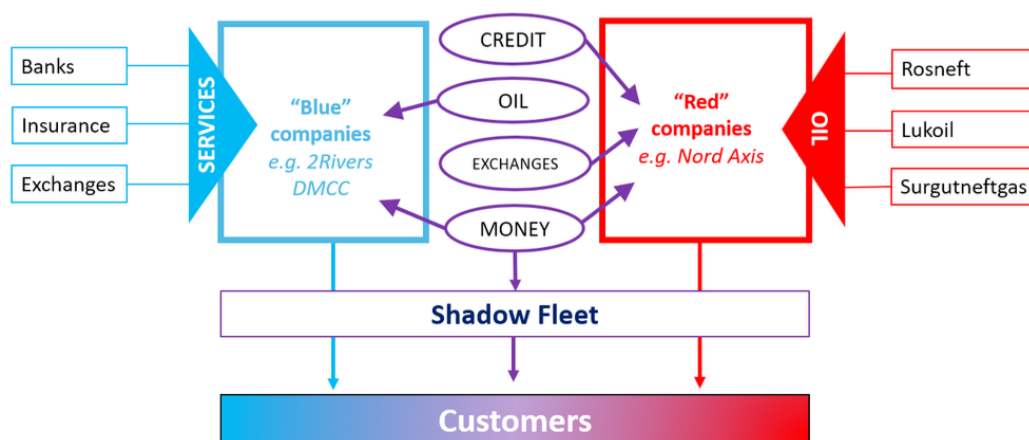 Banks
Insurance
Exchanges
SERVICES
“Blue”
companies
e.g. 2Rivers
DMCC
CREDIT
OIL
EXCHANGES
MONEY
“Red”
companies
e.g. Nord Axis
OIL
Rosneft
Lukoil
Surgutneftgas
Shadow Fleet
Customers